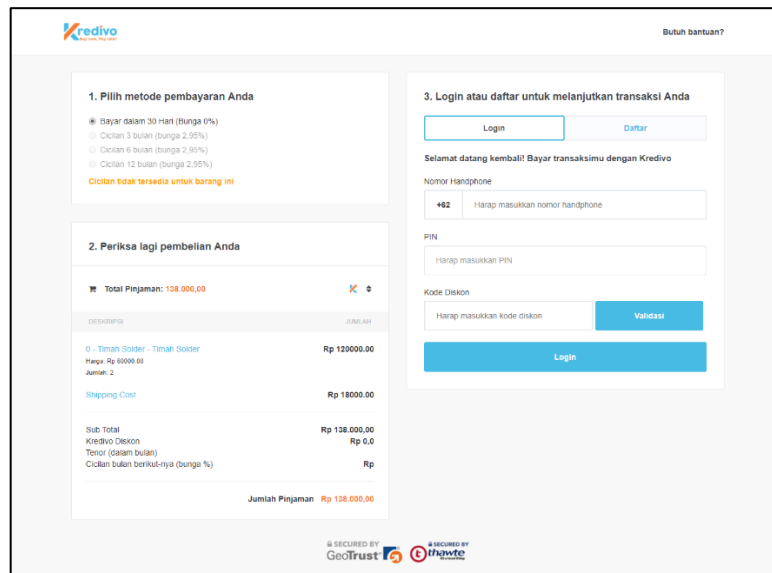 Kredivo
Buy now, Pay later
Butuh bantuan?
1. Pilih metode pembayaran Anda
Bayar dalam 30 Hari (Bunga 0%)
Cicilan 3 bulan (bunga 2,95%)
Cicilan 6 bulan (bunga 2,95%)
Cicilan 12 bulan (bunga 2,95%)
Cicilan tidak tersedia untuk barang ini
2. Periksa lagi pembelian Anda
Total Pinjaman: 138.000,00
DESKRIPSI JUMLAH
0 - Timah Solder - Timah Solder Rp 120000.00
Harga: Rp 60000.00
Jumlah: 2
Shipping Cost Rp 18000.00
Sub Total Rp 138.000,00
Kredivo Diskon Rp 0,0
Tenor (dalam bulan)
Cicilan bulan berikut-nya (bunga %) Rp
Jumlah Pinjaman Rp 138.000,00
3. Login atau daftar untuk melanjutkan transaksi Anda
Login Daftar
Selamat datang kembali! Bayar transaksimu dengan Kredivo
Nomor Handphone
+62 Harap masukkan nomor handphone
PIN
Harap masukkan PIN
Kode Diskon
Harap masukkan kode diskon Validasi
Login
SECURED BY
GeoTrust
SECURED BY
thawte